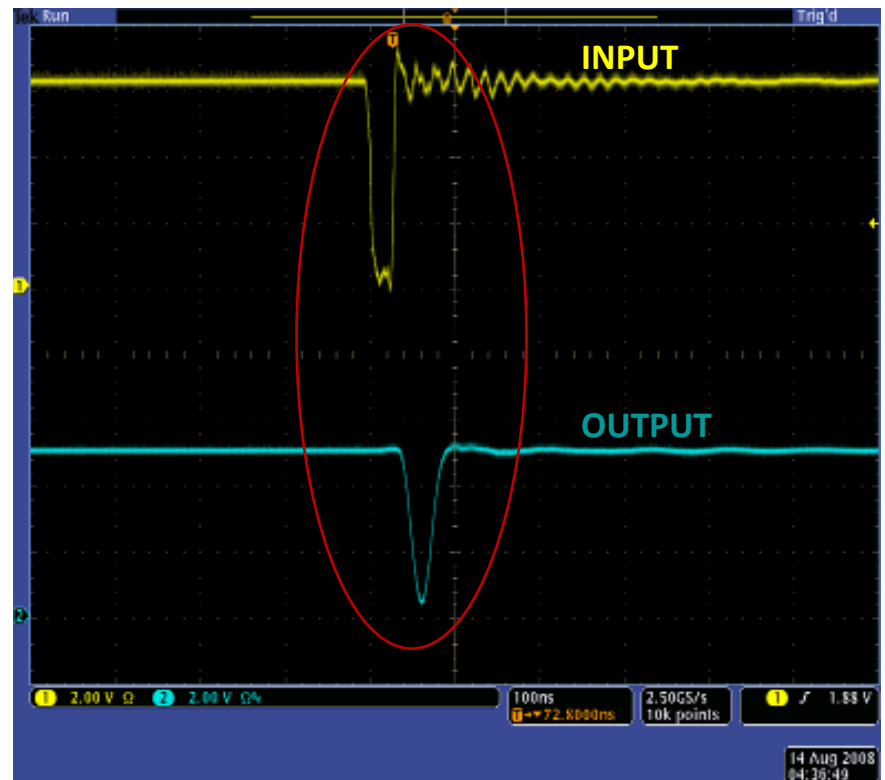 Tek Run Trig'd
T
INPUT
1
OUTPUT
2
1 2.00 V Ω 2 2.00 V Ω
100ns 2.50GS/s 1 1.88 V
T→▾72.8000ns 10k points
14 Aug 2008
04:36:49